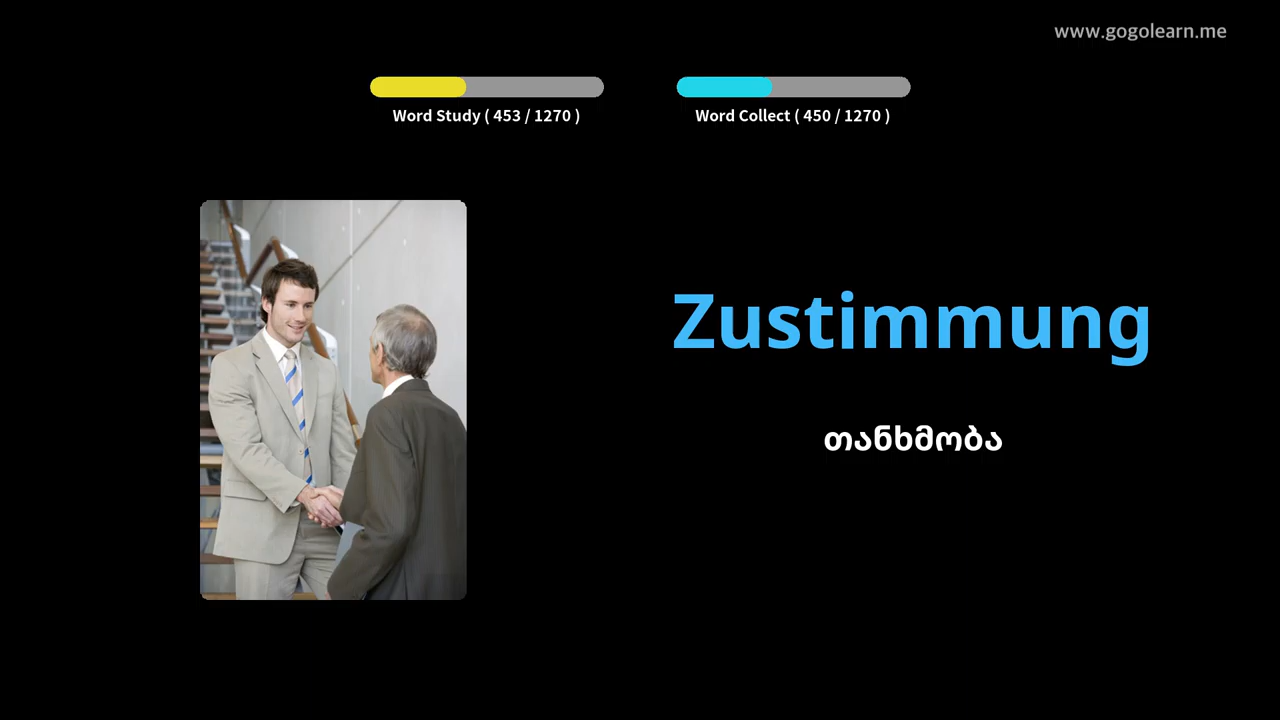 www.gogolearn.me
Word Study ( 453 / 1270 )
Word Collect ( 450 / 1270 )
Zustimmung
თანხმობა